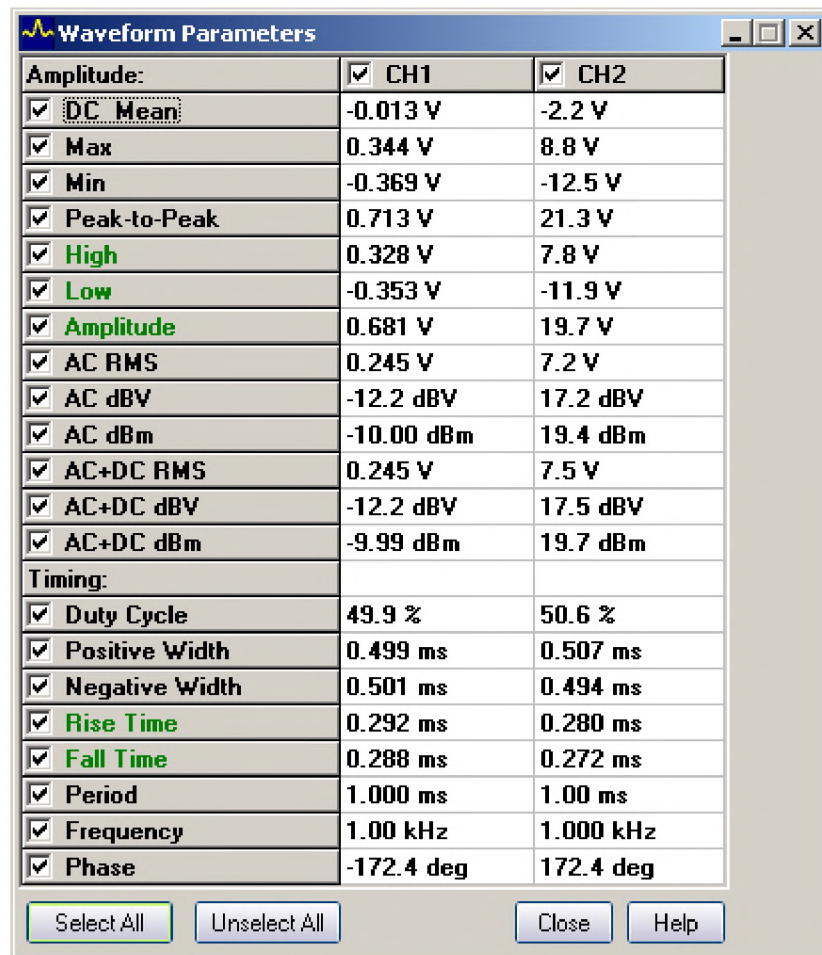 Waveform Parameters
Amplitude: CH1 CH2
DC Mean -0.013 V -2.2 V
Max 0.344 V 8.8 V
Min -0.369 V -12.5 V
Peak-to-Peak 0.713 V 21.3 V
High 0.328 V 7.8 V
Low -0.353 V -11.9 V
Amplitude 0.681 V 19.7 V
AC RMS 0.245 V 7.2 V
AC dBV -12.2 dBV 17.2 dBV
AC dBm -10.00 dBm 19.4 dBm
AC+DC RMS 0.245 V 7.5 V
AC+DC dBV -12.2 dBV 17.5 dBV
AC+DC dBm -9.99 dBm 19.7 dBm
Timing:
Duty Cycle 49.9 % 50.6 %
Positive Width 0.499 ms 0.507 ms
Negative Width 0.501 ms 0.494 ms
Rise Time 0.292 ms 0.280 ms
Fall Time 0.288 ms 0.272 ms
Period 1.000 ms 1.00 ms
Frequency 1.00 kHz 1.000 kHz
Phase -172.4 deg 172.4 deg
Select All Unselect All Close Help